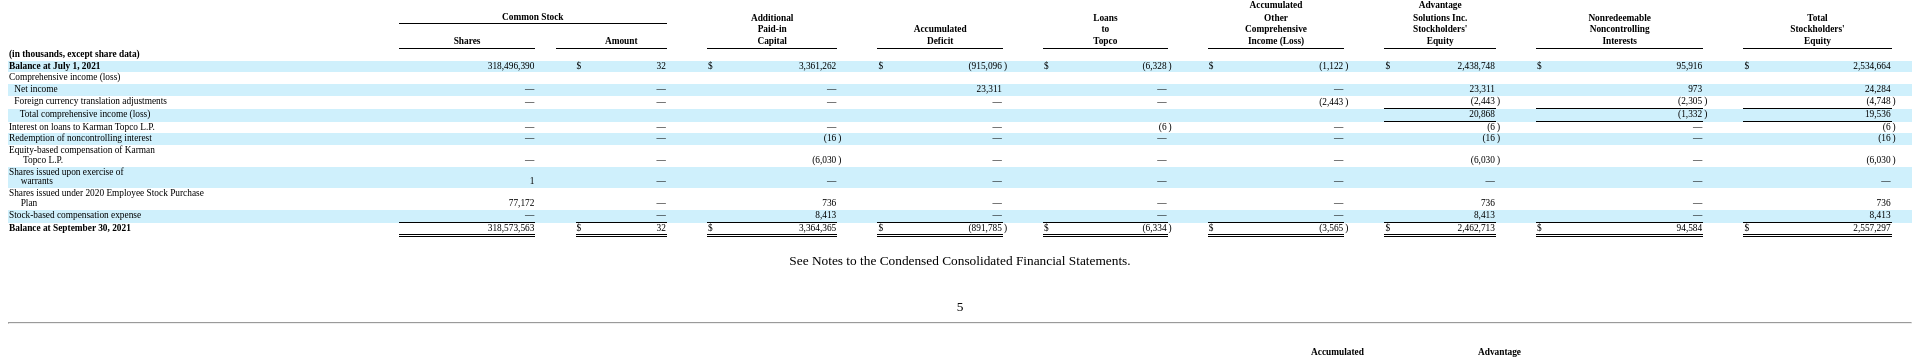 Accumulated Advantage
Common Stock Additional Loans Other Solutions Inc. Nonredeemable Total
Paid-in Accumulated to Comprehensive Stockholders' Noncontrolling Stockholders'
Shares Amount Capital Deficit Topco Income (Loss) Equity Interests Equity
(in thousands, except share data)
Balance at July 1, 2021 318,496,390 $ 32 $ 3,361,262 $ (915,096 ) $ (6,328 ) $ (1,122 ) $ 2,438,748 $ 95,916 $ 2,534,664
Comprehensive income (loss)
Net income — — — 23,311 — — 23,311 973 24,284
Foreign currency translation adjustments — — — — — (2,443 ) (2,443 ) (2,305 ) (4,748 )
Total comprehensive income (loss) 20,868 (1,332 ) 19,536
Interest on loans to Karman Topco L.P. — — — — (6 ) — (6 ) — (6 )
Redemption of noncontrolling interest — — (16 ) — — — (16 ) — (16 )
Equity-based compensation of Karman
Topco L.P. — — (6,030 ) — — — (6,030 ) — (6,030 )
Shares issued upon exercise of
warrants 1 — — — — — — — —
Shares issued under 2020 Employee Stock Purchase
Plan 77,172 — 736 — — — 736 — 736
Stock-based compensation expense — — 8,413 — — — 8,413 — 8,413
Balance at September 30, 2021 318,573,563 $ 32 $ 3,364,365 $ (891,785 ) $ (6,334 ) $ (3,565 ) $ 2,462,713 $ 94,584 $ 2,557,297
See Notes to the Condensed Consolidated Financial Statements.
5
Accumulated Advantage